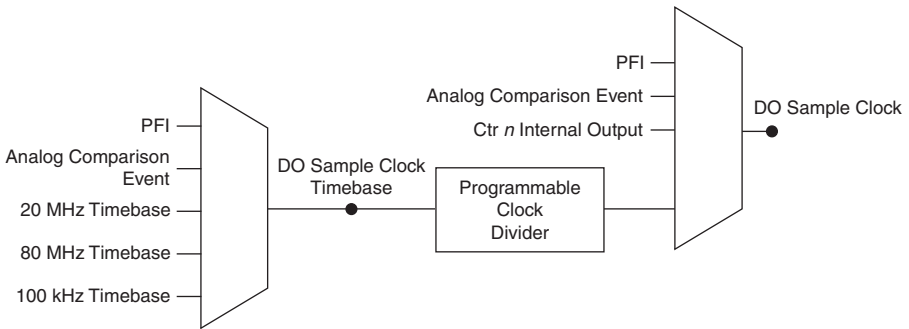 PFI
Analog Comparison Event
Ctr n Internal Output
DO Sample Clock
PFI
Analog Comparison
Event
20 MHz Timebase
80 MHz Timebase
100 kHz Timebase
DO Sample Clock
Timebase
Programmable
Clock
Divider